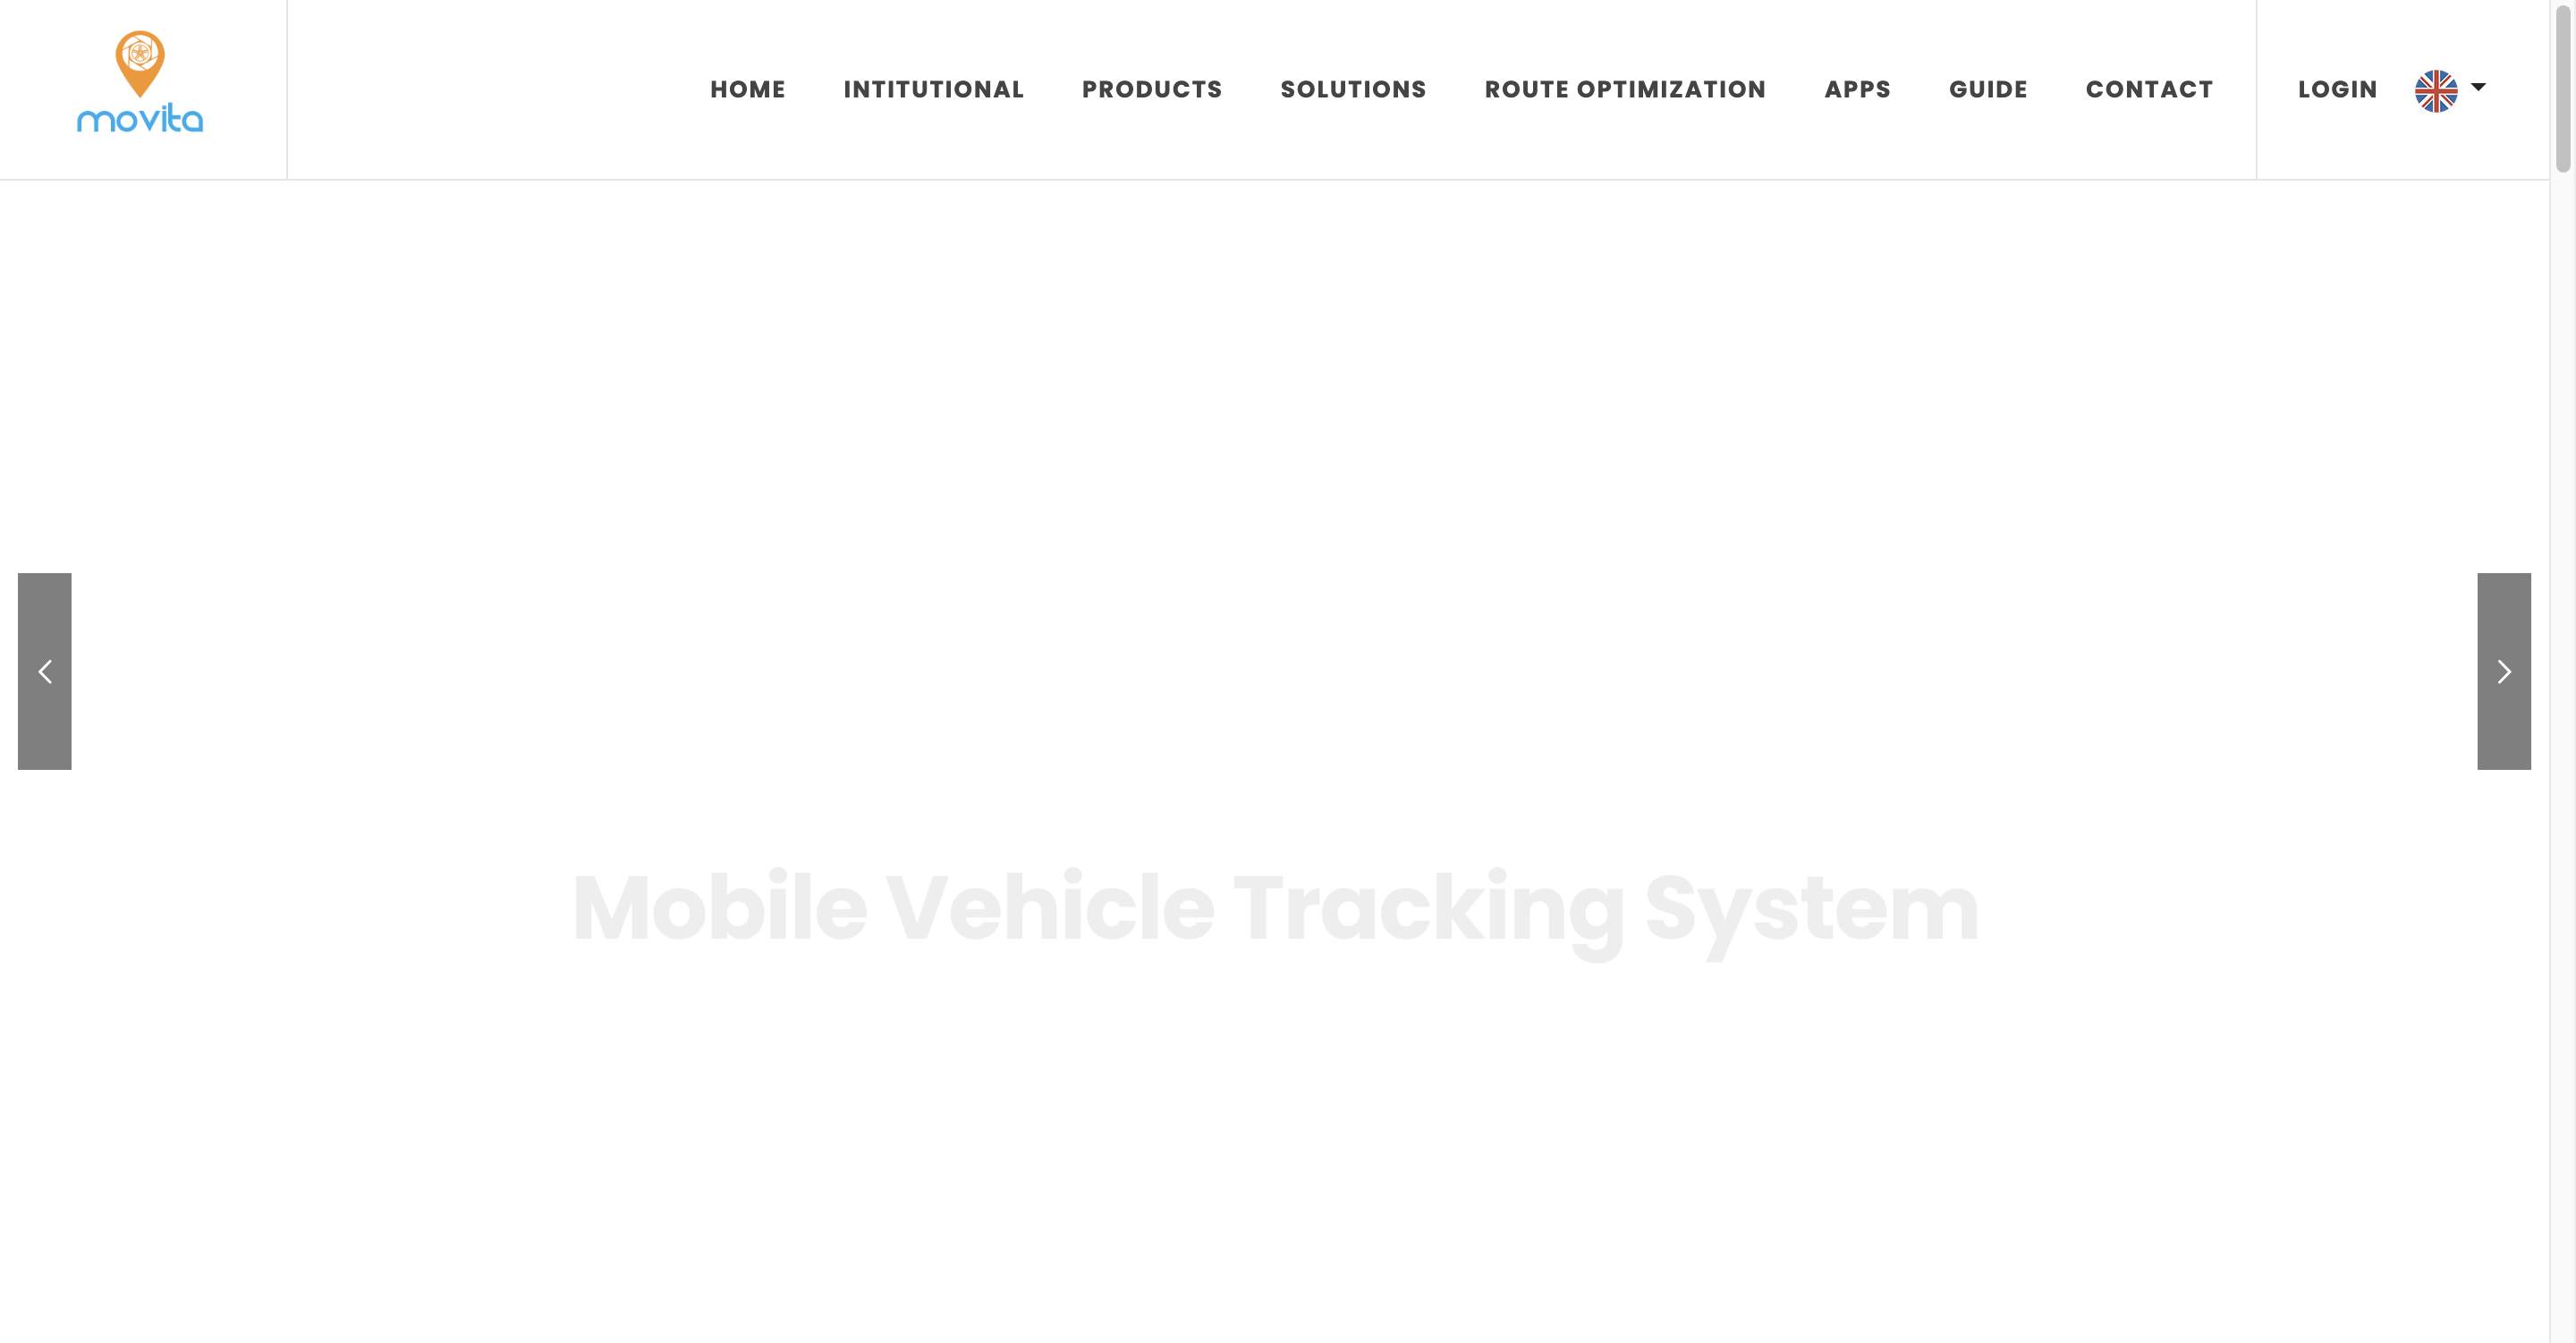 movita
HOME INTITUTIONAL PRODUCTS SOLUTIONS ROUTE OPTIMIZATION APPS GUIDE CONTACT LOGIN
Mobile Vehicle Tracking System